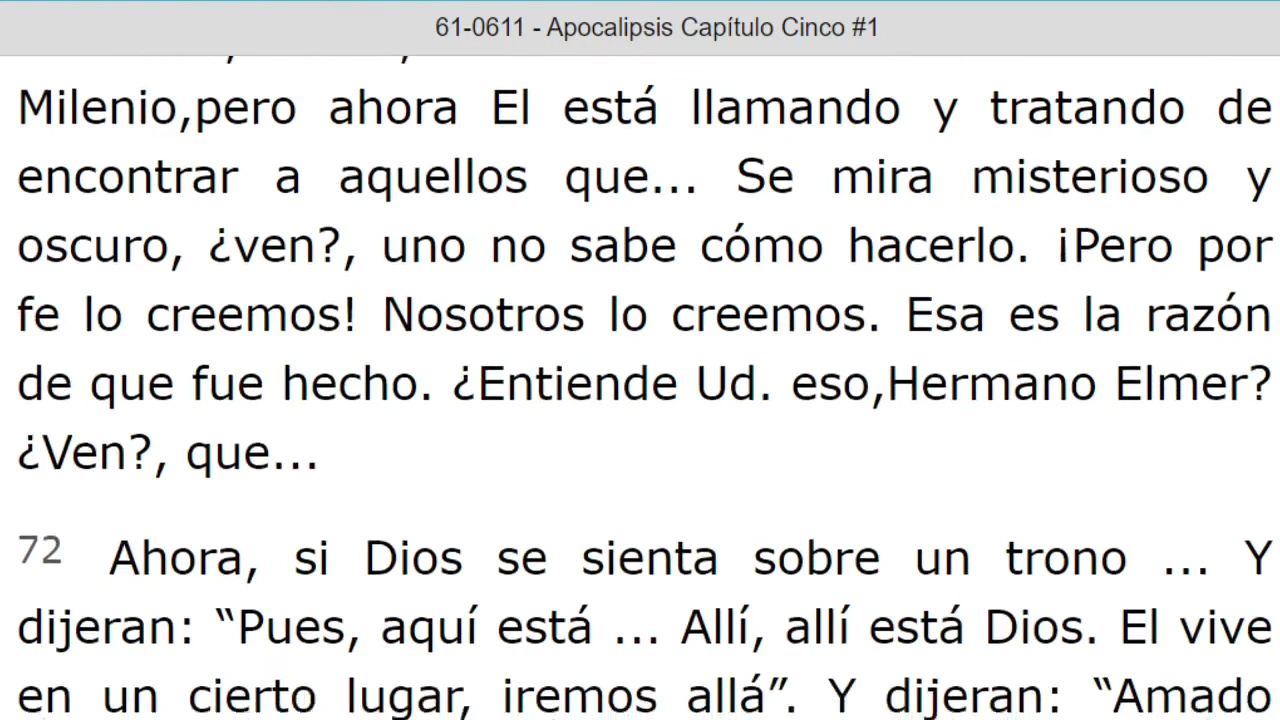 61-0611 - Apocalipsis Capítulo Cinco #1
Milenio,pero ahora El está llamando y tratando de
encontrar a aquellos que... Se mira misterioso y
oscuro, ¿ven?, uno no sabe cómo hacerlo. ¡Pero por
fe lo creemos! Nosotros lo creemos. Esa es la razón
de que fue hecho. ¿Entiende Ud. eso,Hermano Elmer?
¿Ven?, que...
72 Ahora, si Dios se sienta sobre un trono ... Y
dijeran: “Pues, aquí está ... Allí, allí está Dios. El vive
en un cierto lugar, iremos allá”. Y dijeran: “Amado